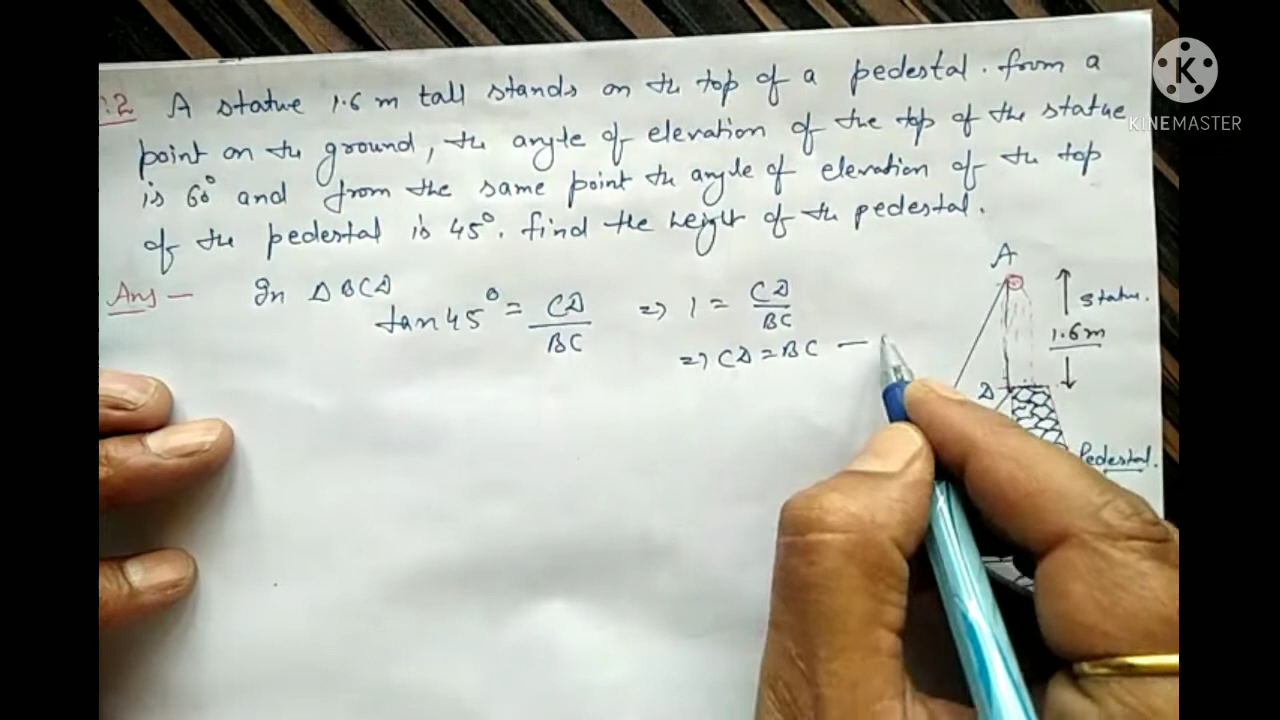 .2 A statue 1.6 m tall stands on the top of a pedestal. from a
point on the ground, the angle of elevation of the top of the statue
is 60° and from the same point the angle of elevation of the top
of the pedestal is 45°. find the height of the pedestal.
Ans — In Δ BCD
tan 45° = CD / BC => 1 = CD / BC
=> CD = BC —
A
Statue.
1.6 m
D
Pedestal.
K
KINEMASTER